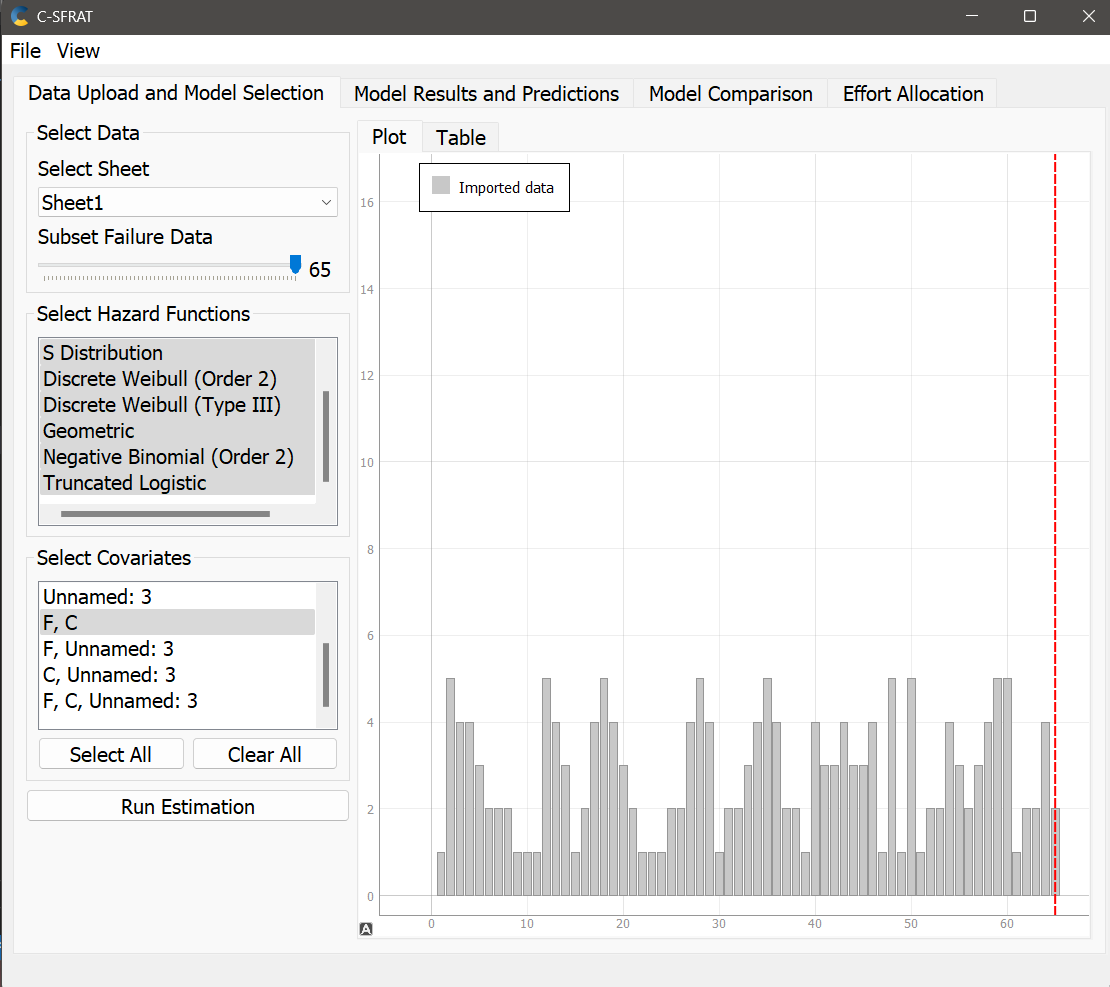 C-SFRAT
File View
Data Upload and Model Selection Model Results and Predictions Model Comparison Effort Allocation
Select Data
Select Sheet
Sheet1
Subset Failure Data
65
Select Hazard Functions
S Distribution
Discrete Weibull (Order 2)
Discrete Weibull (Type III)
Geometric
Negative Binomial (Order 2)
Truncated Logistic
Select Covariates
Unnamed: 3
F, C
F, Unnamed: 3
C, Unnamed: 3
F, C, Unnamed: 3
Select All Clear All
Run Estimation
Plot Table
Imported data
16
14
12
10
8
6
4
2
0
A
0 10 20 30 40 50 60